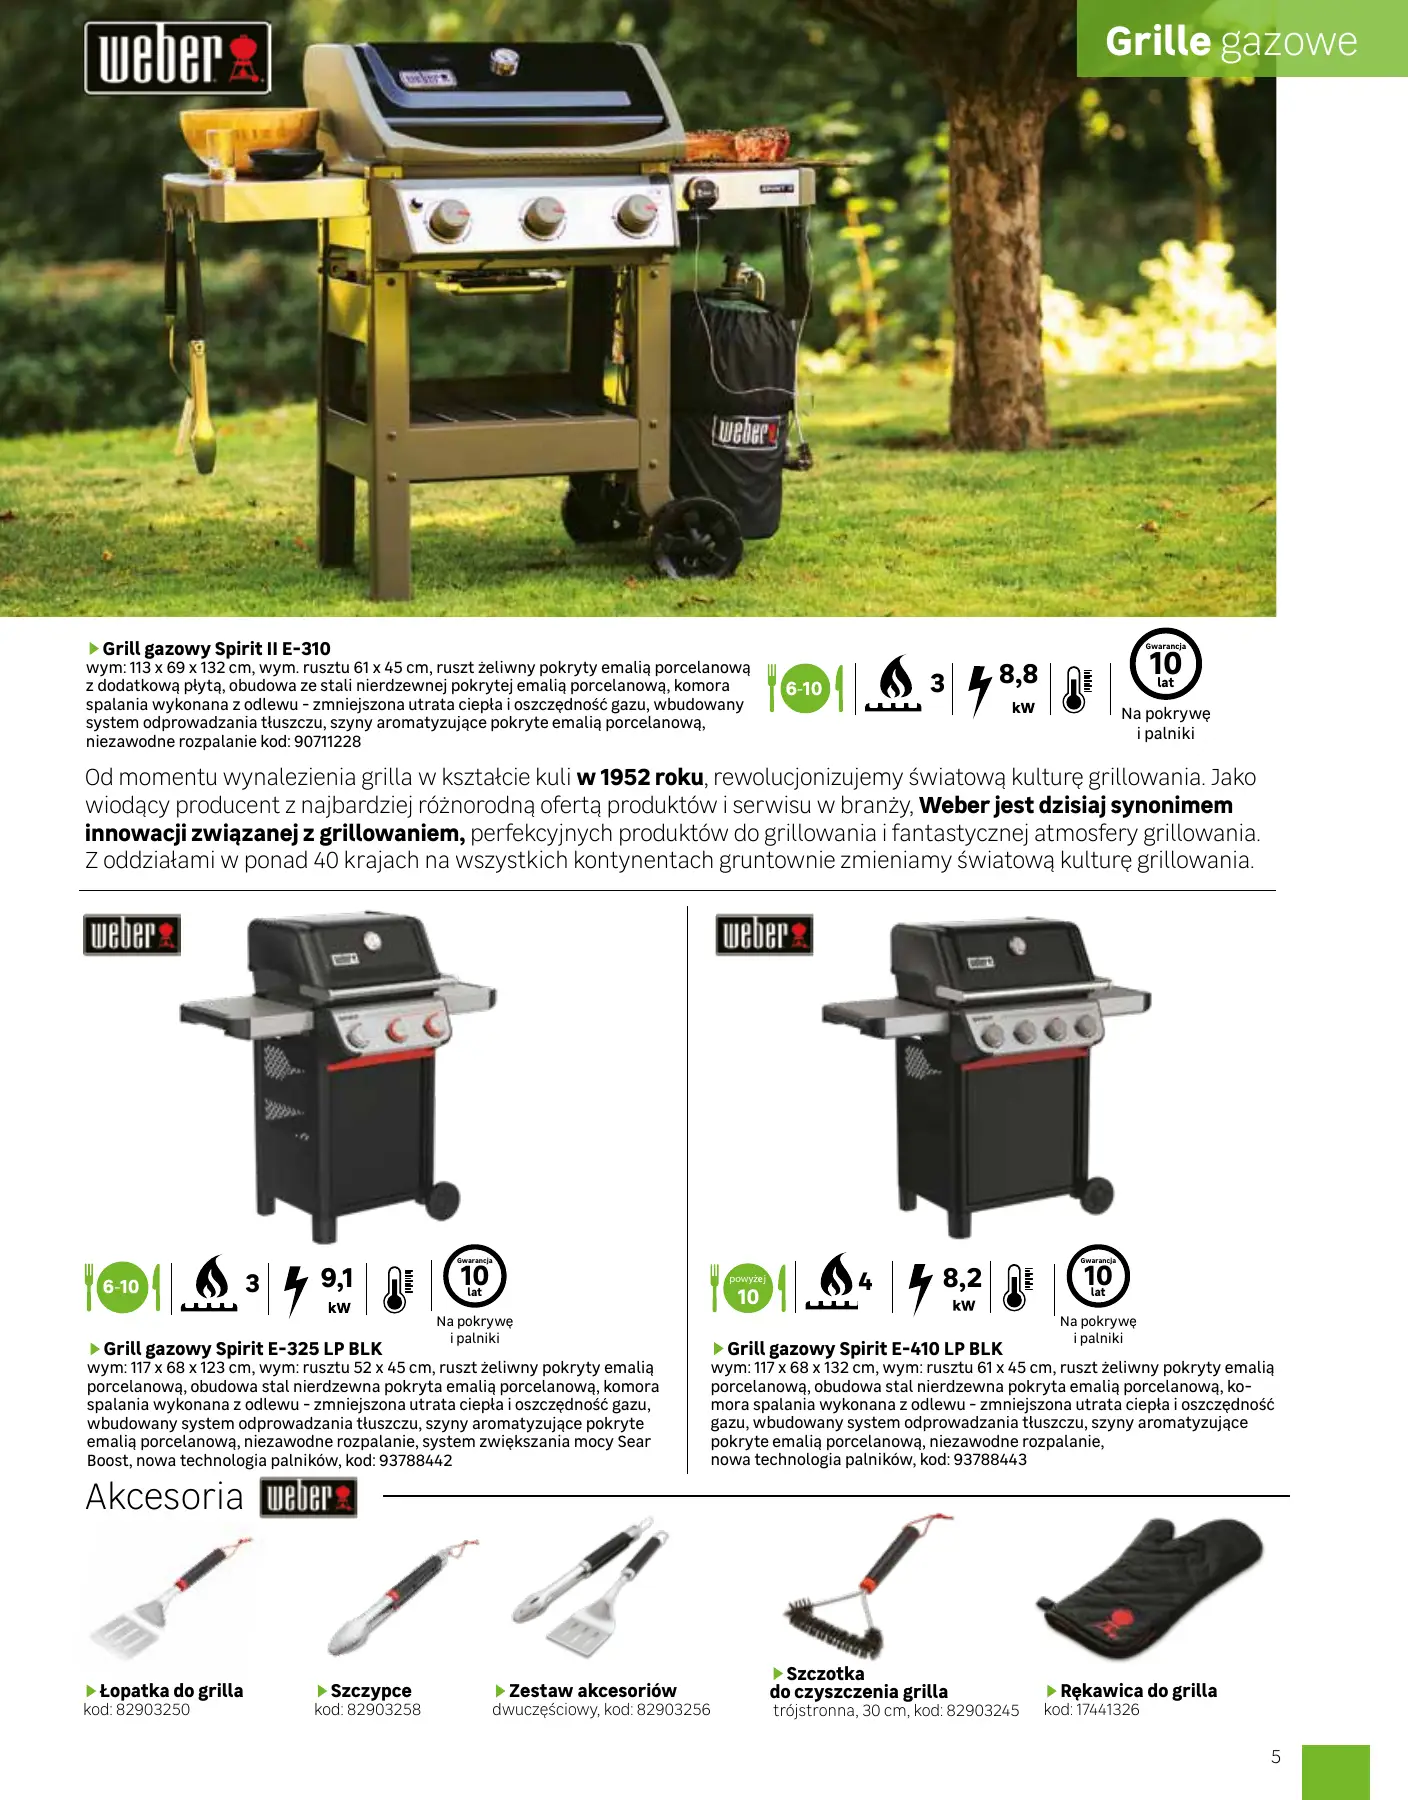 weber
Grille gazowe
weber
SPIRIT II
weber
Grill gazowy Spirit II E-310
wym: 113 x 69 x 132 cm, wym. rusztu 61 x 45 cm, ruszt żeliwny pokryty emalią porcelanową
z dodatkową płytą, obudowa ze stali nierdzewnej pokrytej emalią porcelanową, komora
spalania wykonana z odlewu - zmniejszona utrata ciepła i oszczędność gazu, wbudowany
system odprowadzania tłuszczu, szyny aromatyzujące pokryte emalią porcelanową,
niezawodne rozpalanie kod: 90711228
6-10
3
8,8
kW
Gwarancja
10
lat
Na pokrywę
i palniki
Od momentu wynalezienia grilla w kształcie kuli w 1952 roku, rewolucjonizujemy światową kulturę grillowania. Jako
wiodący producent z najbardziej różnorodną ofertą produktów i serwisu w branży, Weber jest dzisiaj synonimem
innowacji związanej z grillowaniem, perfekcyjnych produktów do grillowania i fantastycznej atmosfery grillowania.
Z oddziałami w ponad 40 krajach na wszystkich kontynentach gruntownie zmieniamy światową kulturę grillowania.
weber
weber
6-10
3
9,1
kW
Gwarancja
10
lat
Na pokrywę
i palniki
Grill gazowy Spirit E-325 LP BLK
wym: 117 x 68 x 123 cm, wym: rusztu 52 x 45 cm, ruszt żeliwny pokryty emalią
porcelanową, obudowa stal nierdzewna pokryta emalią porcelanową, komora
spalania wykonana z odlewu - zmniejszona utrata ciepła i oszczędność gazu,
wbudowany system odprowadzania tłuszczu, szyny aromatyzujące pokryte
emalią porcelanową, niezawodne rozpalanie, system zwiększania mocy Sear
Boost, nowa technologia palników, kod: 93788442
weber
weber
powyżej
10
4
8,2
kW
Gwarancja
10
lat
Na pokrywę
i palniki
Grill gazowy Spirit E-410 LP BLK
wym: 117 x 68 x 132 cm, wym: rusztu 61 x 45 cm, ruszt żeliwny pokryty emalią
porcelanową, obudowa stal nierdzewna pokryta emalią porcelanową, ko-
mora spalania wykonana z odlewu - zmniejszona utrata ciepła i oszczędność
gazu, wbudowany system odprowadzania tłuszczu, szyny aromatyzujące
pokryte emalią porcelanową, niezawodne rozpalanie,
nowa technologia palników, kod: 93788443
Akcesoria weber
Łopatka do grilla
kod: 82903250
Szczypce
kod: 82903258
Zestaw akcesoriów
dwuczęściowy, kod: 82903256
Szczotka
do czyszczenia grilla
trójstronna, 30 cm, kod: 82903245
Rękawica do grilla
kod: 17441326
5